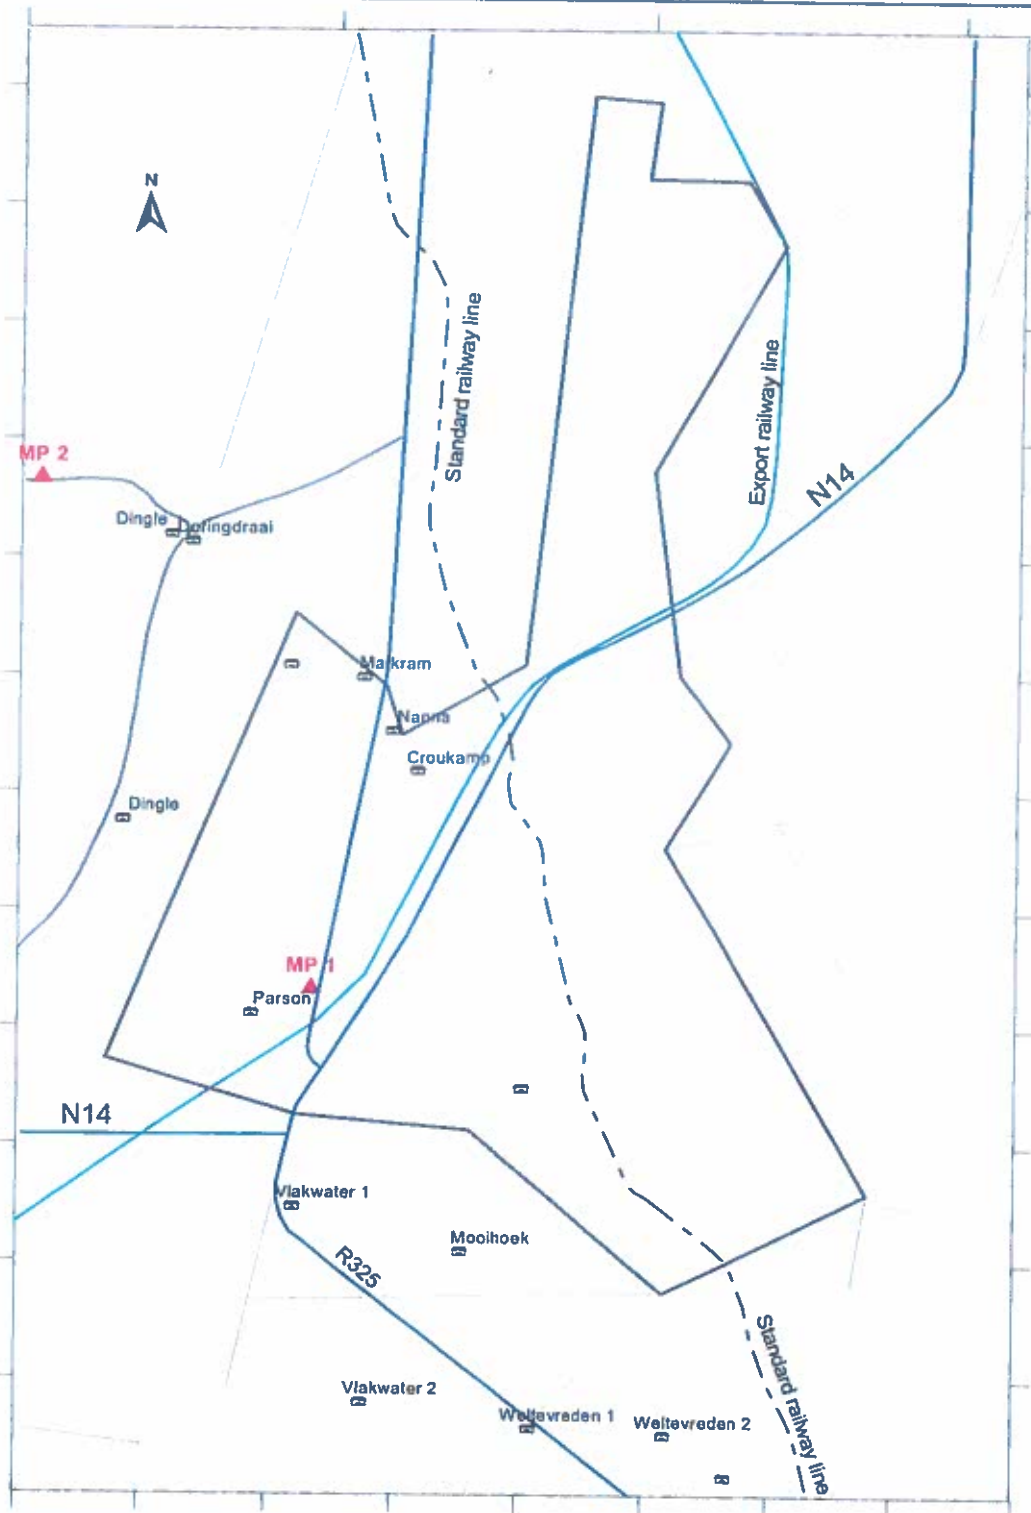 N
Standard railway line
Export railway line
MP 2
N14
Dingle
Doringdraai
Markram
Nanna
Croukamp
Dingle
MP 1
Parson
N14
Vlakwater 1
Mooihoek
R325
Standard railway line
Vlakwater 2
Weltevreden 1
Weltevreden 2